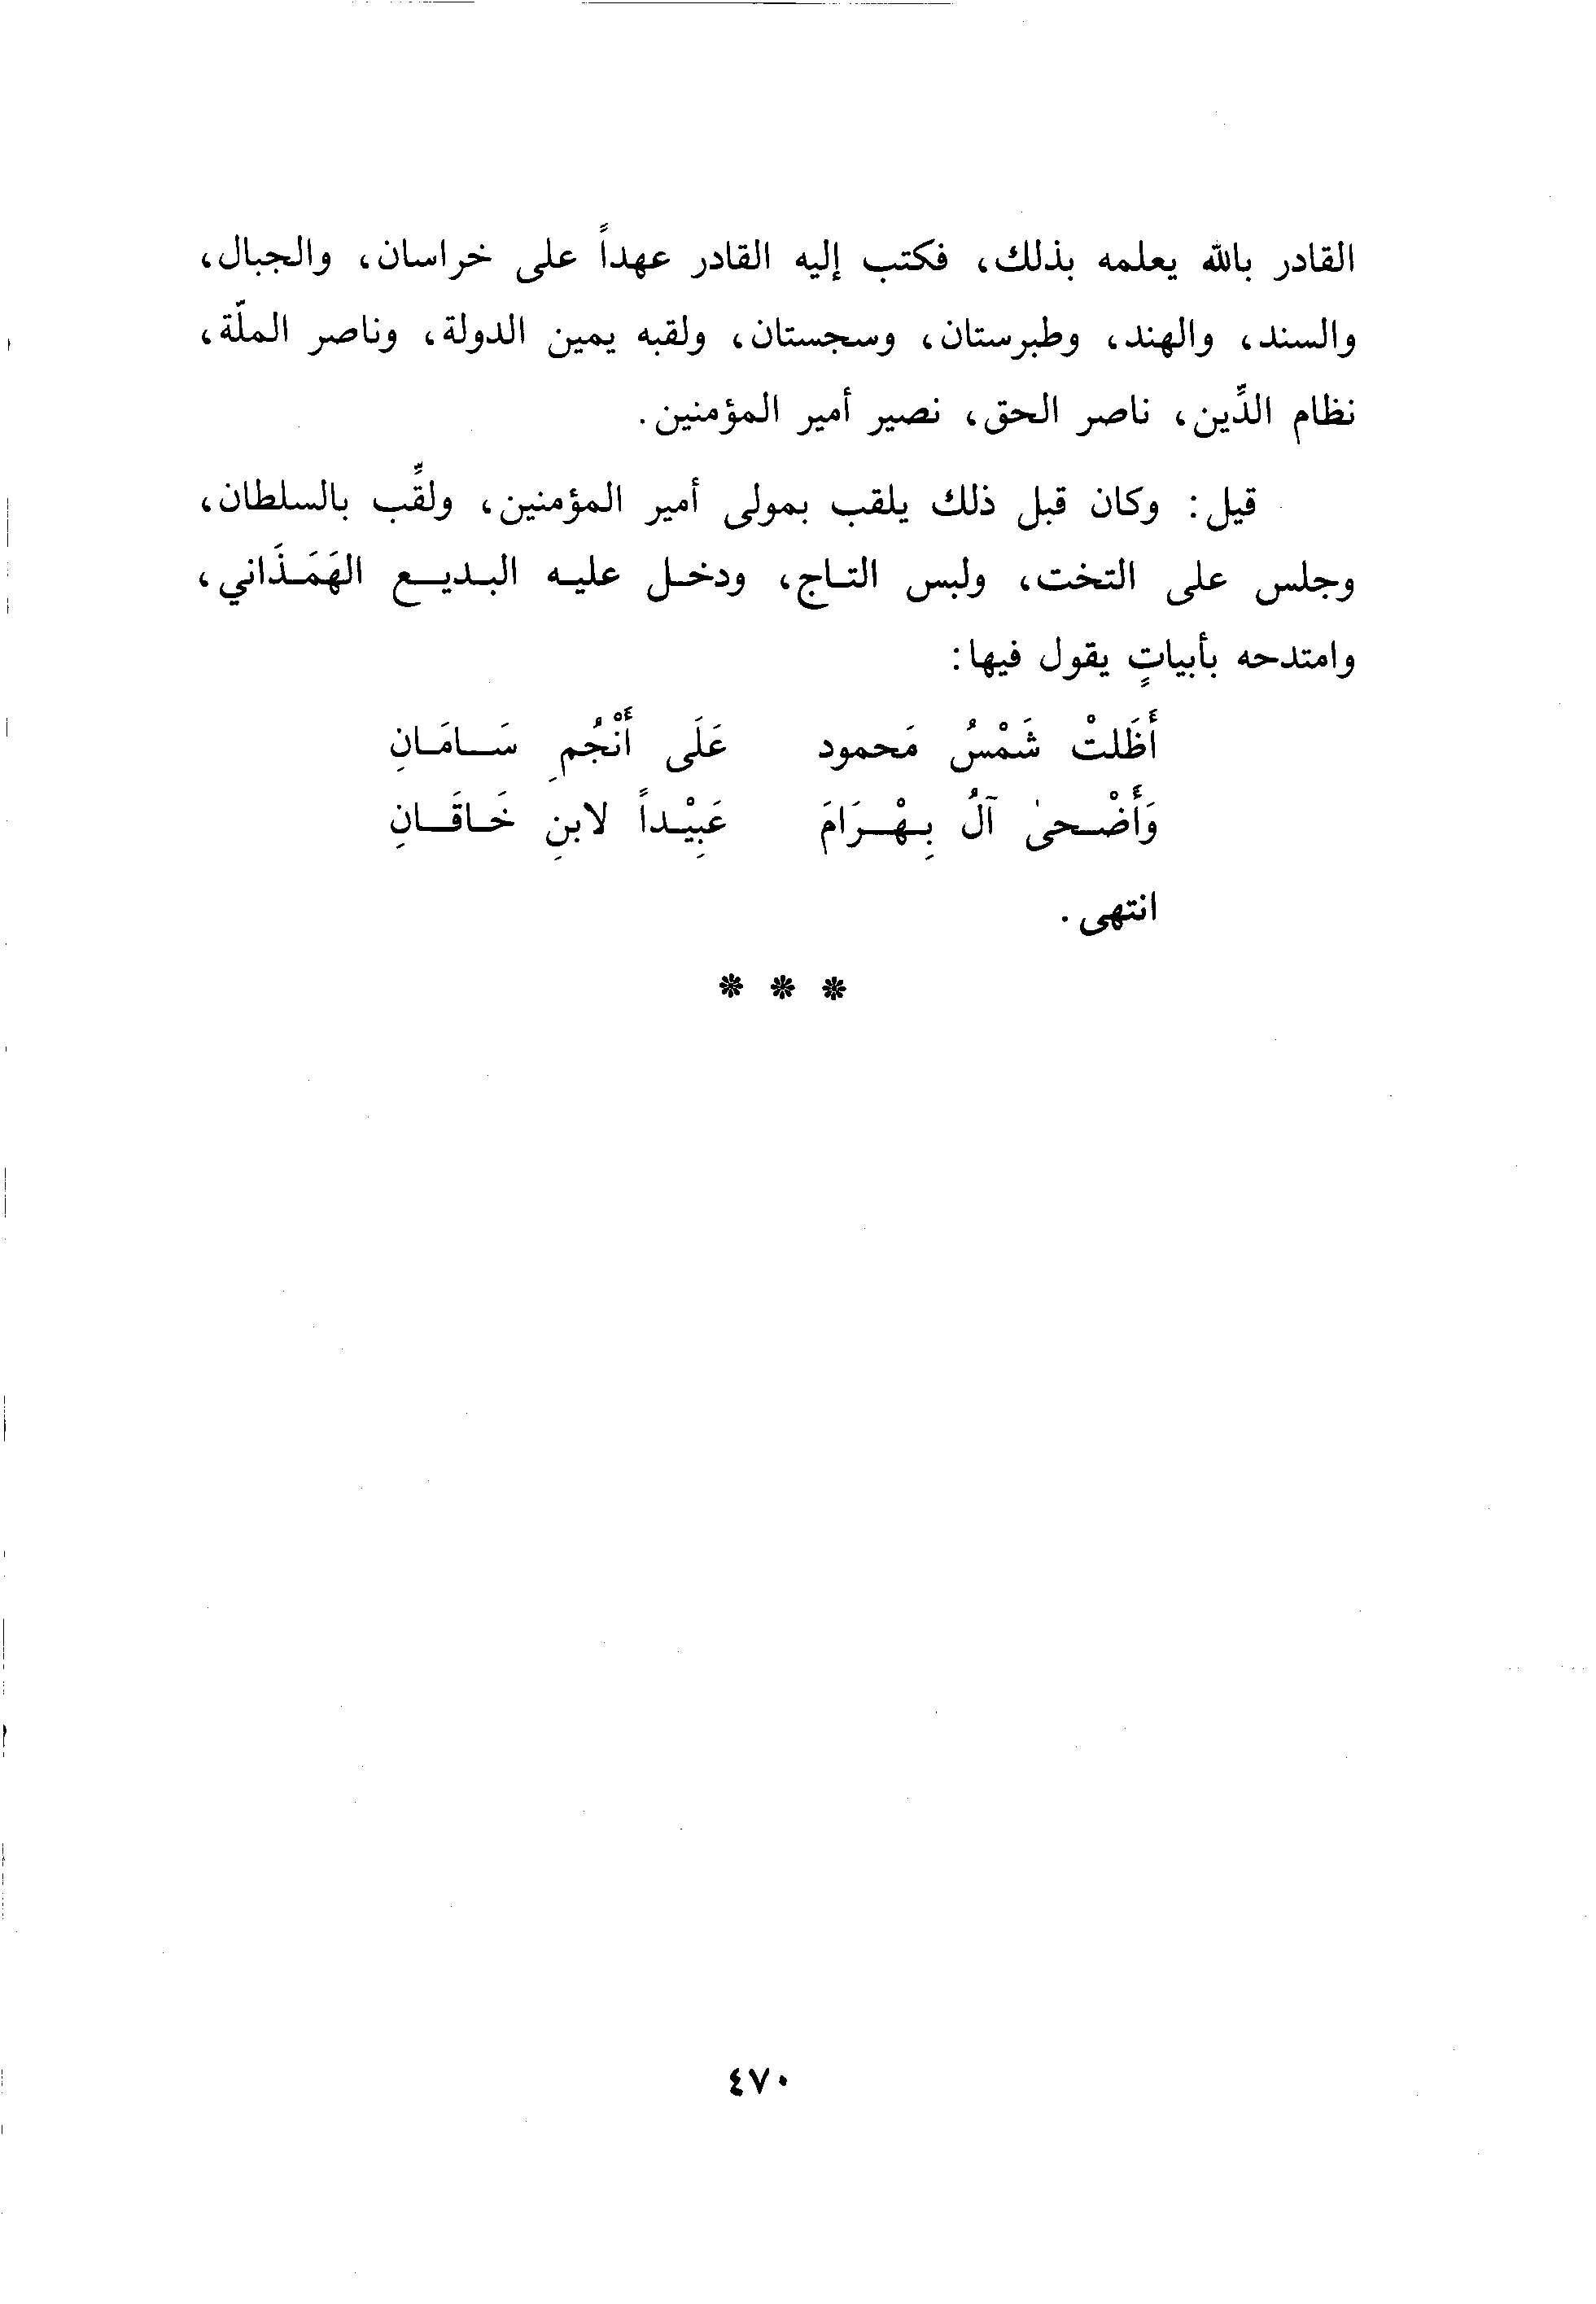 القادر بالله يعلمه بذلك، فكتب إليه القادر عهداً على خراسان، والجبال،
والسند، والهند، وطبرستان، وسجستان، ولقبه يمين الدولة، وناصر الملّة،
نظام الدِّين، ناصر الحق، نصير أمير المؤمنين.
قيل: وكان قبل ذلك يلقب بمولى أمير المؤمنين، ولقِّب بالسلطان،
وجلس على التخت، ولبس التاج، ودخل عليه البديع الهَمَذَاني،
وامتدحه بأبياتٍ يقول فيها:
أَظَلتْ شَمْسُ مَحمود عَلَى أَنْجُمِ سَامَانِ
وَأَضْحىٰ آلُ بِهْرَامَ عَبِيْداً لابنِ خَاقَانِ
انتهى.
* * *
٤٧٠